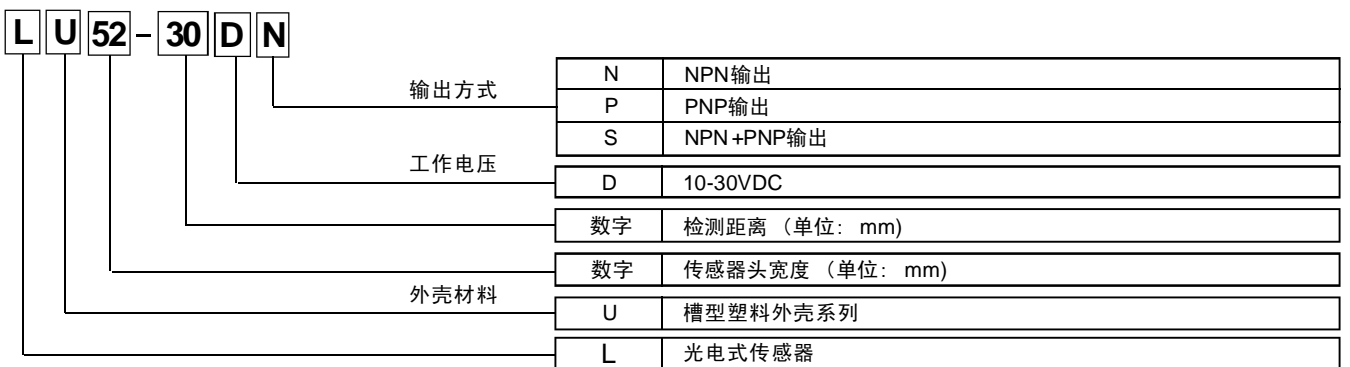 L U 52 - 30 D N
输出方式 N NPN输出
P PNP输出
S NPN+PNP输出
工作电压 D 10-30VDC
数字 检测距离 (单位: mm)
数字 传感器头宽度 (单位: mm)
外壳材料 U 槽型塑料外壳系列
L 光电式传感器